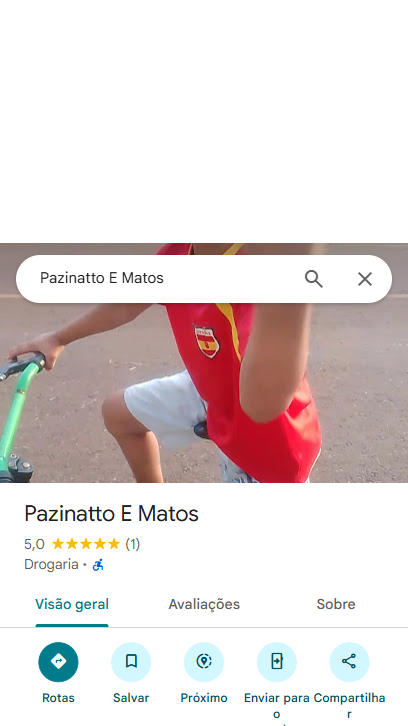 Pazinatto E Matos
Pazinatto E Matos
5,0 (1)
Drogaria ·
Visão geral Avaliações Sobre
Rotas Salvar Próximo Enviar para o Compartilhar